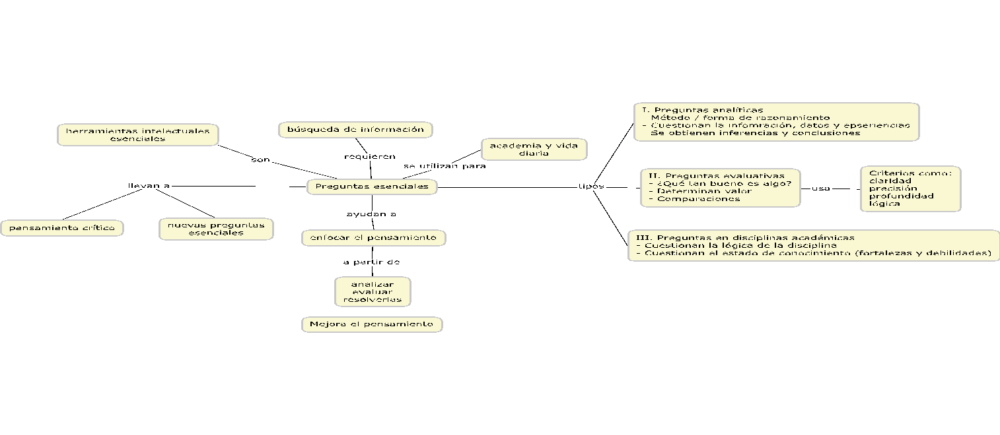 herramientas intelectuales
esenciales
búsqueda de información
academia y vida
diaria
son
requieren
se utilizan para
llevan a
Preguntas esenciales
tipos
pensamiento crítico
nuevas preguntas
esenciales
ayudan a
enfocar el pensamiento
a partir de
analizar
evaluar
resolverlas
Mejora el pensamiento
I. Preguntas analíticas
- Método / forma de razonamiento
- Cuestionan la infomración, datos y epseriencias
- Se obtienen inferencias y conclusiones
II. Preguntas evaluativas
- ¿Qué tan bueno es algo?
- Determinan valor
- Comparaciones
usa
Criterios como:
claridad
precisión
profundidad
lógica
III. Preguntas en disciplinas académicas
- Cuestionan la lógica de la disciplina
- Cuestionan el estado de conocimiento (fortalezas y debilidades)